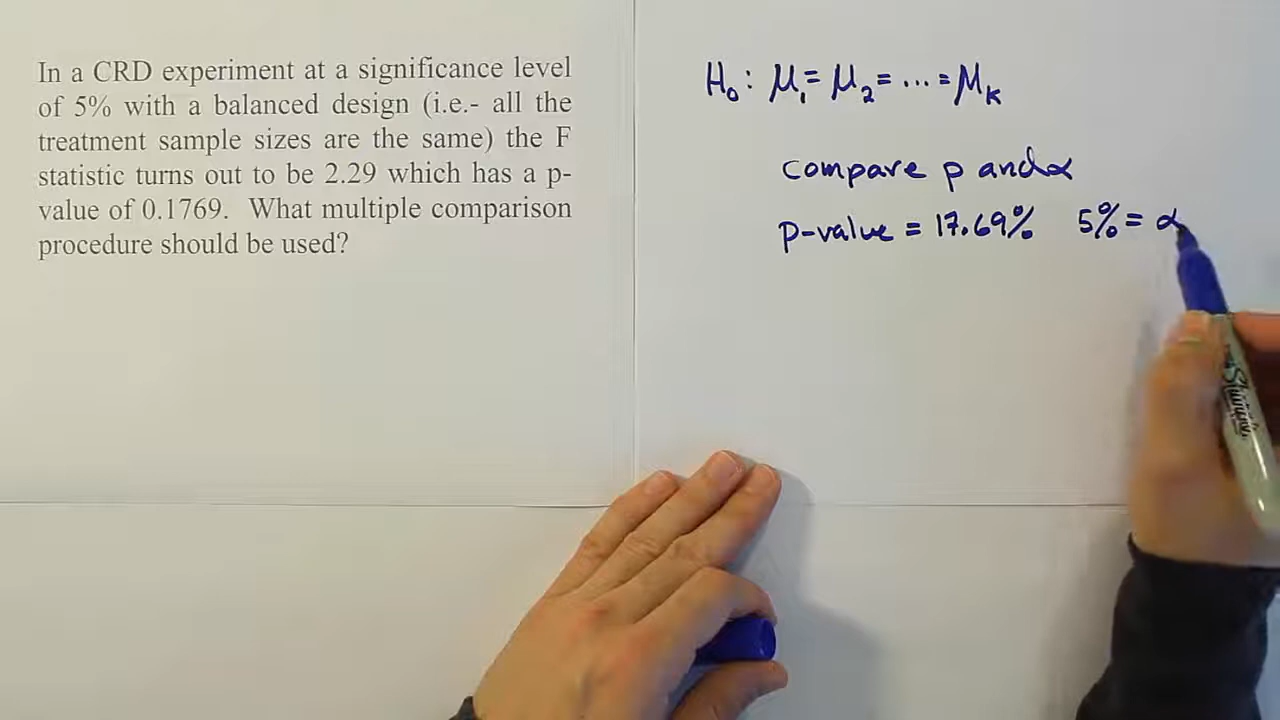 In a CRD experiment at a significance level
of 5% with a balanced design (i.e.- all the
treatment sample sizes are the same) the F
statistic turns out to be 2.29 which has a p-
value of 0.1769. What multiple comparison
procedure should be used?
H₀: μ₁ = μ₂ = ... = μₖ
compare p and α
p-value = 17.69% 5% = α